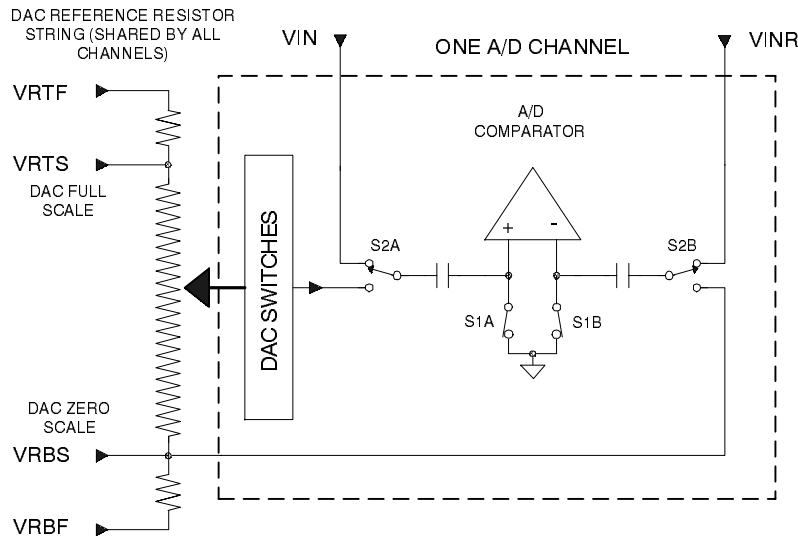 DAC REFERENCE RESISTOR
STRING (SHARED BY ALL
CHANNELS)
VIN
ONE A/D CHANNEL
VINR
VRTF
A/D
COMPARATOR
VRTS
DAC FULL
SCALE
DAC SWITCHES
+
-
S2A
S2B
S1A
S1B
DAC ZERO
SCALE
VRBS
VRBF